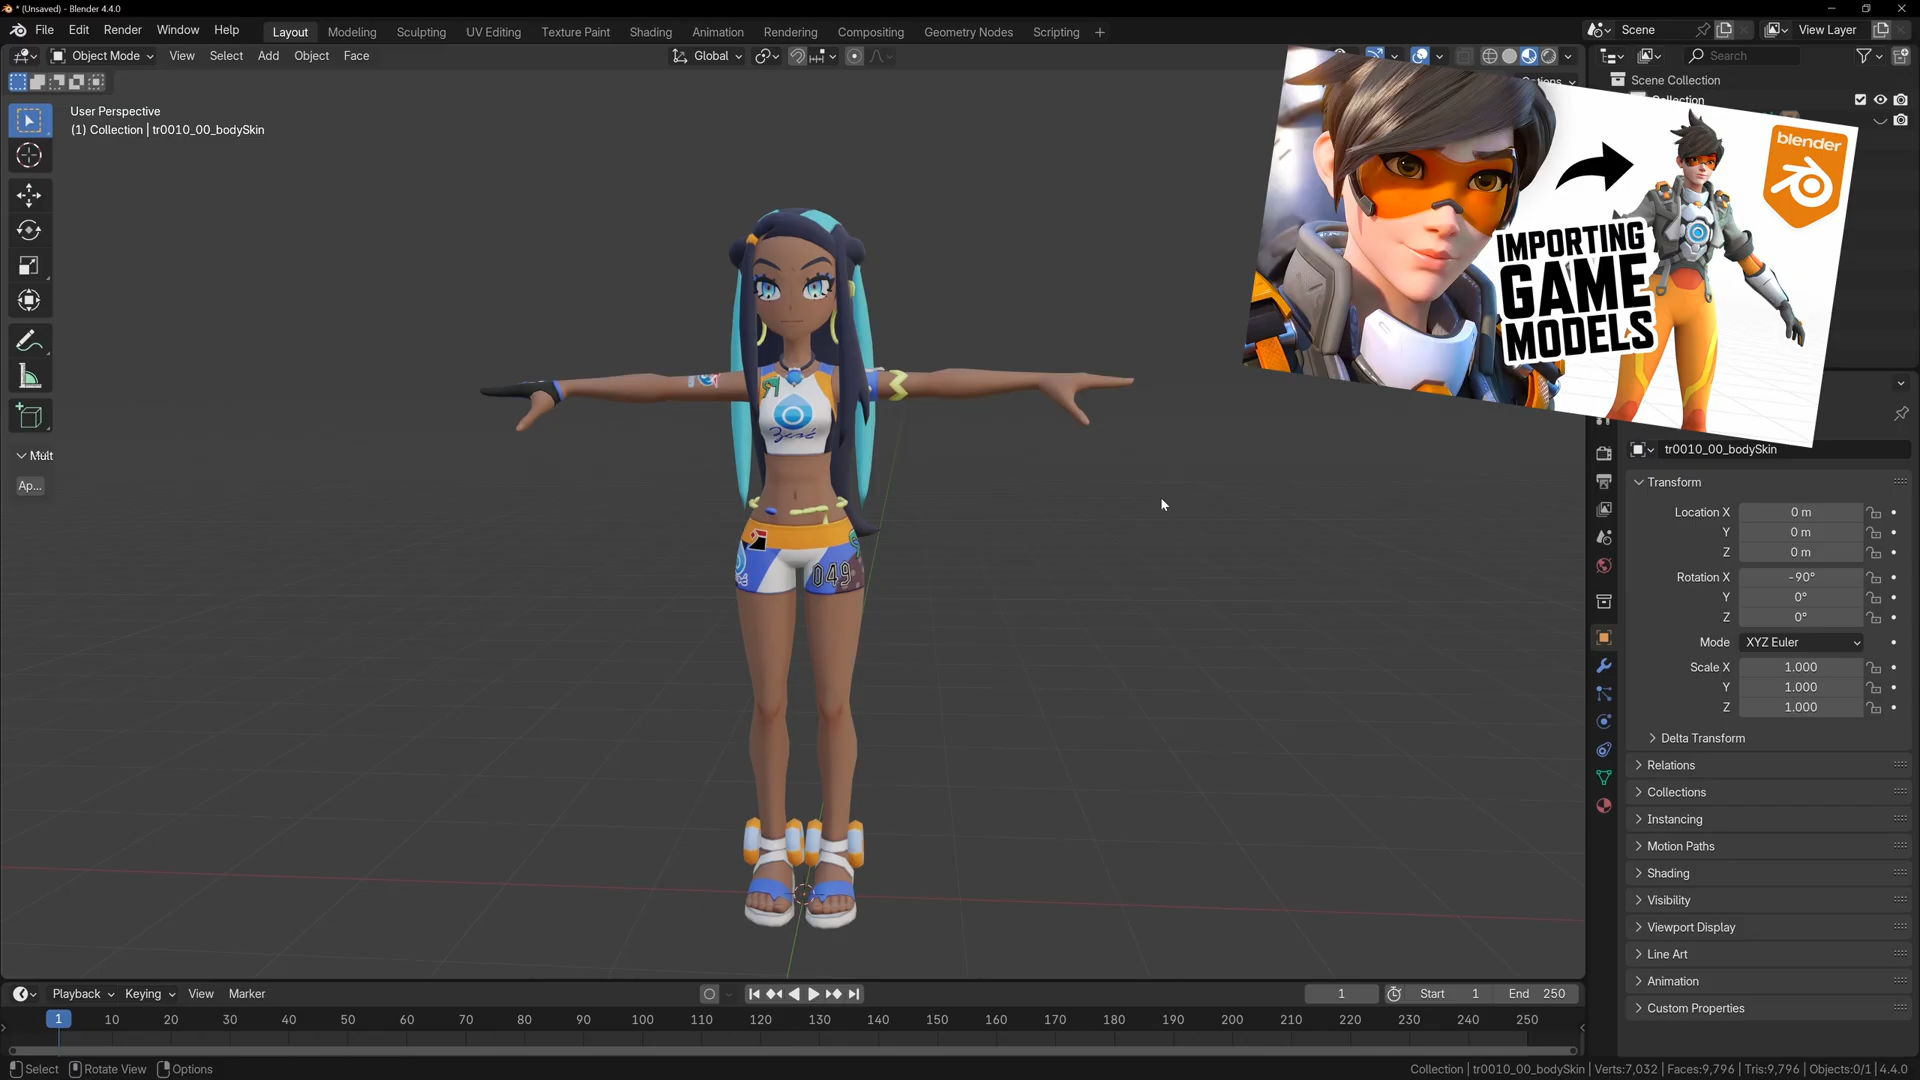 * (Unsaved) - Blender 4.4.0
File Edit Render Window Help Layout Modeling Sculpting UV Editing Texture Paint Shading Animation Rendering Compositing Geometry Nodes Scripting + Scene View Layer
Object Mode View Select Add Object Face Global Search
Options
Scene Collection
Collection
User Perspective
(1) Collection | tr0010_00_bodySkin
blender
IMPORTING
GAME
MODELS
Mult
Ap...
049
tr0010_00_bodySkin
Transform
Location X 0 m
Y 0 m
Z 0 m
Rotation X -90°
Y 0°
Z 0°
Mode XYZ Euler
Scale X 1.000
Y 1.000
Z 1.000
Delta Transform
Relations
Collections
Instancing
Motion Paths
Shading
Visibility
Viewport Display
Line Art
Animation
Custom Properties
Playback Keying View Marker 1 Start 1 End 250
1 10 20 30 40 50 60 70 80 90 100 110 120 130 140 150 160 170 180 190 200 210 220 230 240 250
Select Rotate View Options Collection | tr0010_00_bodySkin | Verts:7,032 | Faces:9,796 | Tris:9,796 | Objects:0/1 | 4.4.0